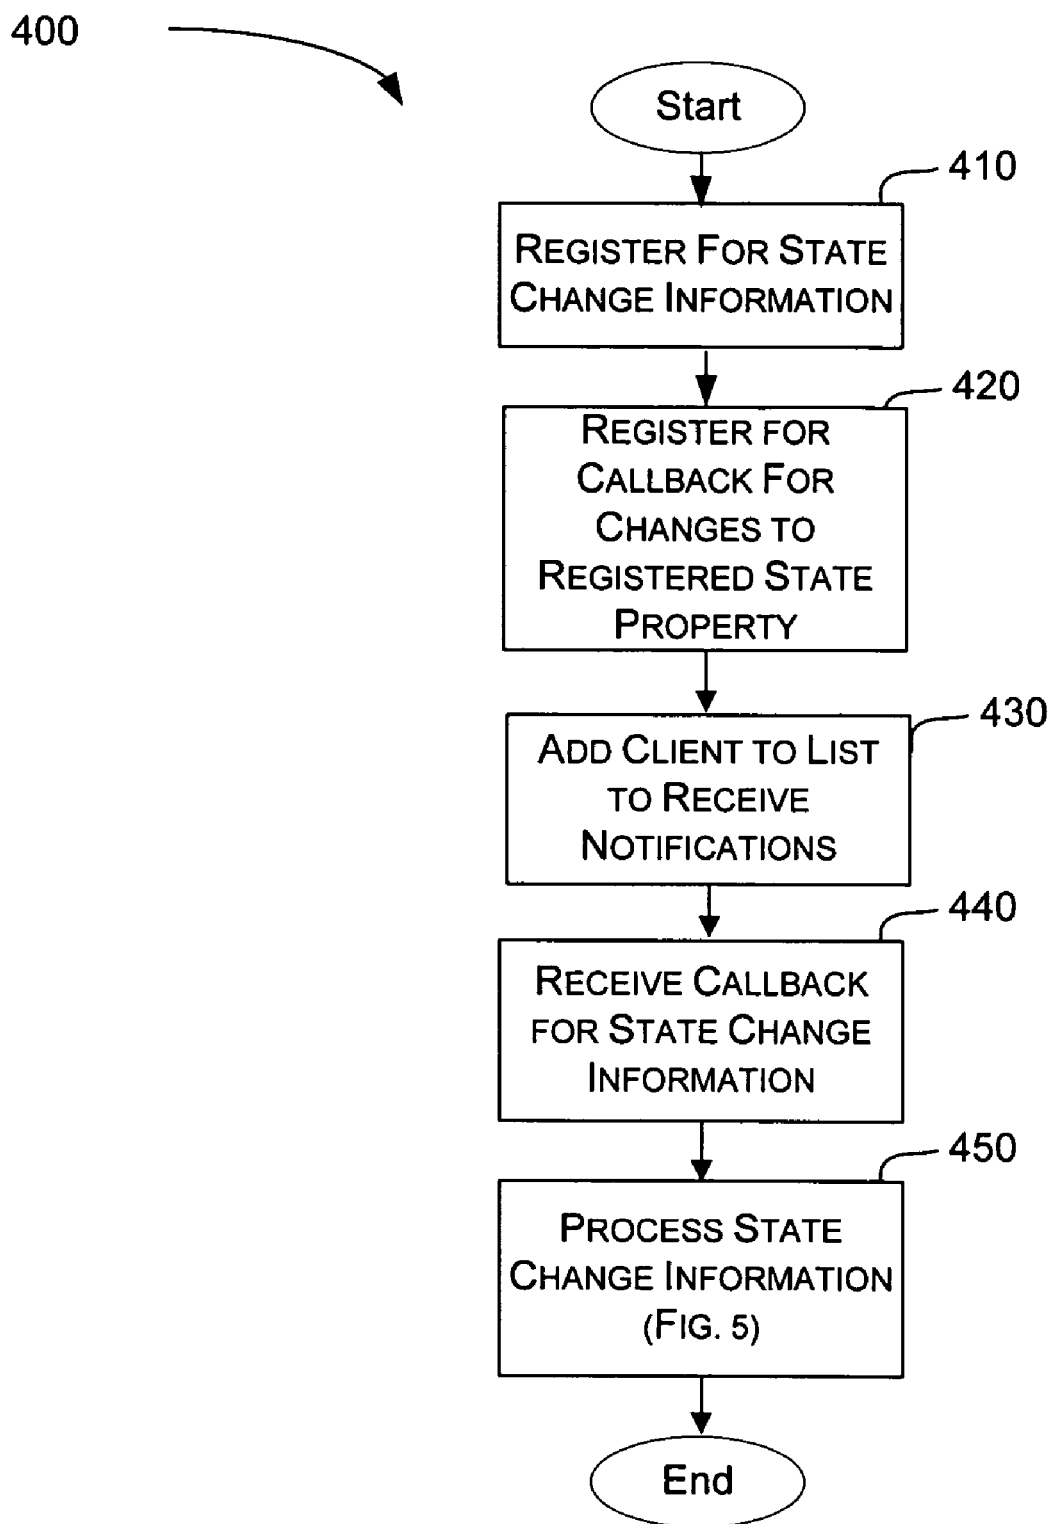 400
Start
410
REGISTER FOR STATE
CHANGE INFORMATION
420
REGISTER FOR
CALLBACK FOR
CHANGES TO
REGISTERED STATE
PROPERTY
430
ADD CLIENT TO LIST
TO RECEIVE
NOTIFICATIONS
440
RECEIVE CALLBACK
FOR STATE CHANGE
INFORMATION
450
PROCESS STATE
CHANGE INFORMATION
(FIG. 5)
End